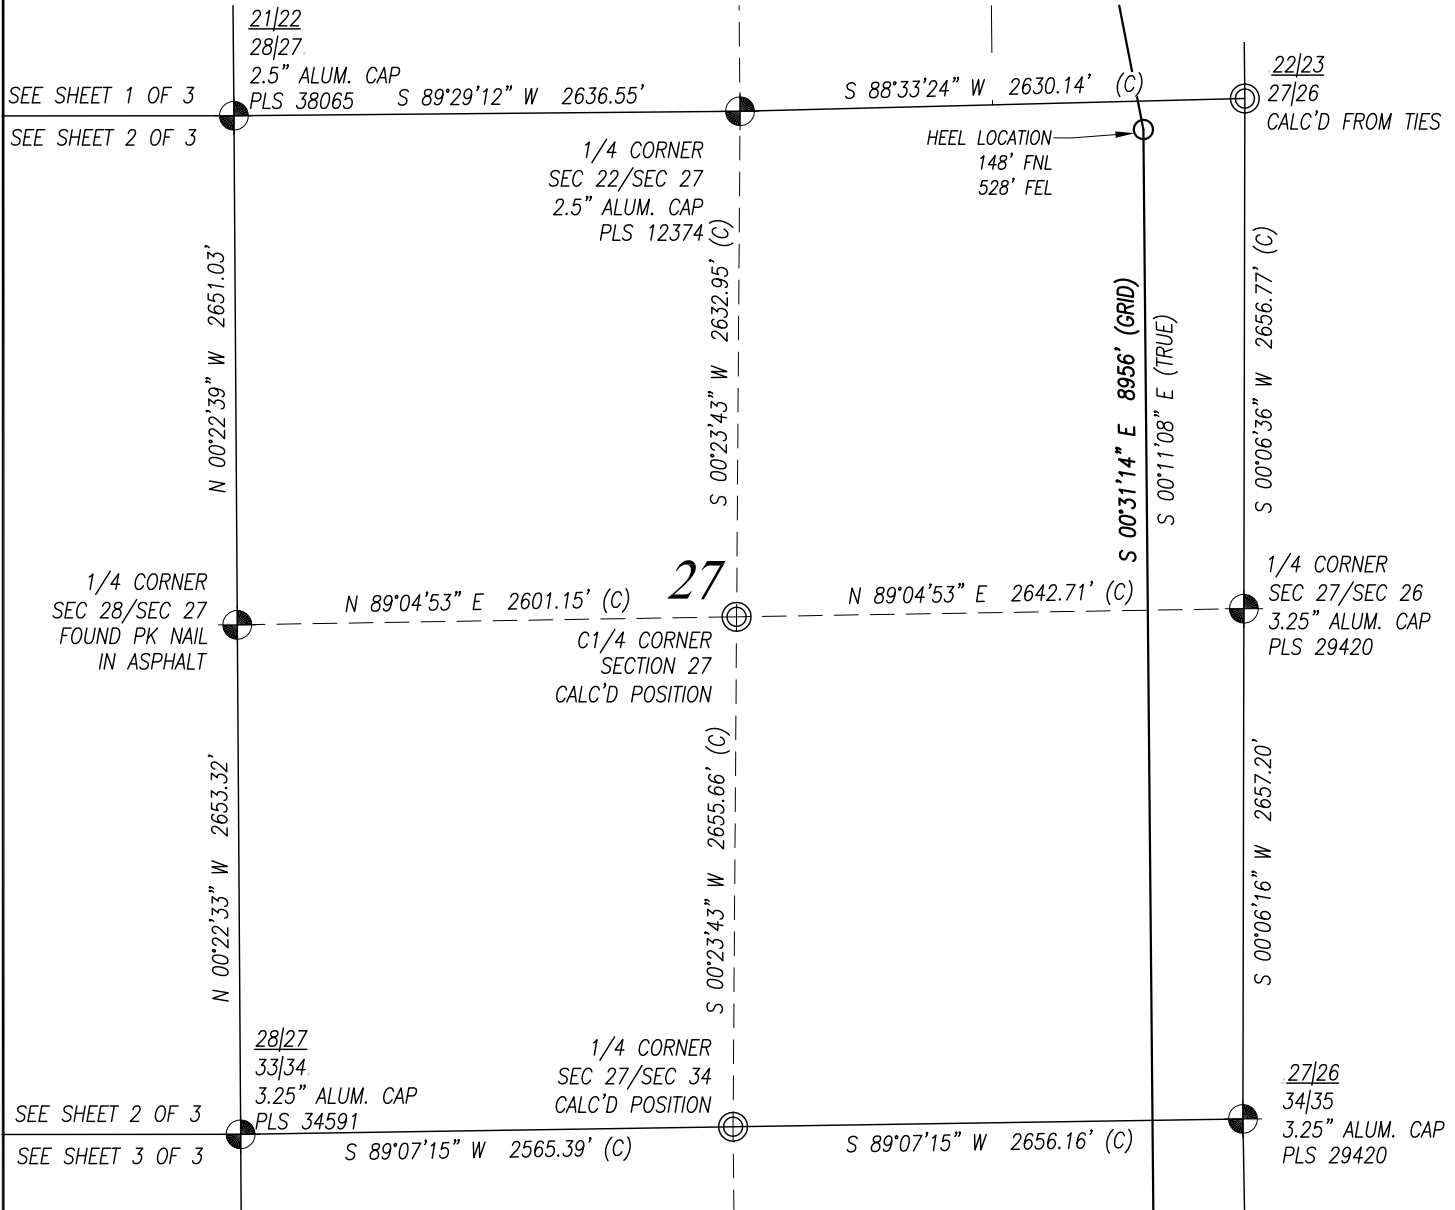 21|22
28|27
2.5" ALUM. CAP
PLS 38065
SEE SHEET 1 OF 3
SEE SHEET 2 OF 3
S 89°29'12" W 2636.55'
S 88°33'24" W 2630.14' (C)
22|23
27|26
CALC'D FROM TIES
HEEL LOCATION
148' FNL
528' FEL
1/4 CORNER
SEC 22/SEC 27
2.5" ALUM. CAP
PLS 12374
N 00°22'39" W 2651.03'
S 00°23'43" W 2632.95' (C)
S 00°31'14" E 8956' (GRID)
S 00°11'08" E (TRUE)
S 00°06'36" W 2656.77' (C)
1/4 CORNER
SEC 28/SEC 27
FOUND PK NAIL
IN ASPHALT
N 89°04'53" E 2601.15' (C)
27
N 89°04'53" E 2642.71' (C)
1/4 CORNER
SEC 27/SEC 26
3.25" ALUM. CAP
PLS 29420
C1/4 CORNER
SECTION 27
CALC'D POSITION
N 00°22'33" W 2653.32'
S 00°23'43" W 2655.66' (C)
S 00°06'16" W 2657.20'
28|27
33|34
3.25" ALUM. CAP
PLS 34591
1/4 CORNER
SEC 27/SEC 34
CALC'D POSITION
27|26
34|35
3.25" ALUM. CAP
PLS 29420
SEE SHEET 2 OF 3
SEE SHEET 3 OF 3
S 89°07'15" W 2565.39' (C)
S 89°07'15" W 2656.16' (C)